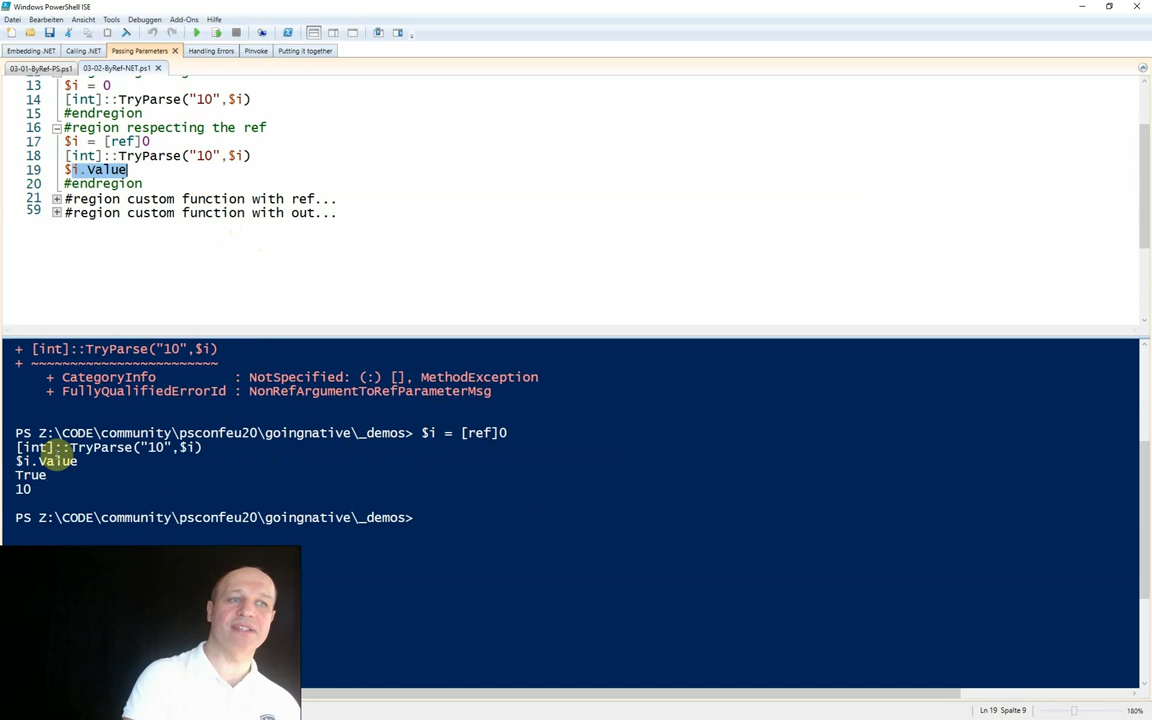 Windows PowerShell ISE
Datei Bearbeiten Ansicht Tools Debuggen Add-Ons Hilfe
Embedding .NET Calling .NET Passing Parameters Handling Errors PInvoke Putting it together
03-01-ByRef-PS.ps1 03-02-ByRef-NET.ps1
13 $i = 0
14 [int]::TryParse("10",$i)
15 #endregion
16 #region respecting the ref
17 $i = [ref]0
18 [int]::TryParse("10",$i)
19 $i.Value
20 #endregion
21 #region custom function with ref...
59 #region custom function with out...
+ [int]::TryParse("10",$i)
+ ~~~~~~~~~~~~~~~~~~~~~~~~
+ CategoryInfo : NotSpecified: (:) [], MethodException
+ FullyQualifiedErrorId : NonRefArgumentToRefParameterMsg
PS Z:\CODE\community\psconfeu20\goingnative\_demos> $i = [ref]0
[int]::TryParse("10",$i)
$i.Value
True
10
PS Z:\CODE\community\psconfeu20\goingnative\_demos>
Ln 19 Spalte 9 180%